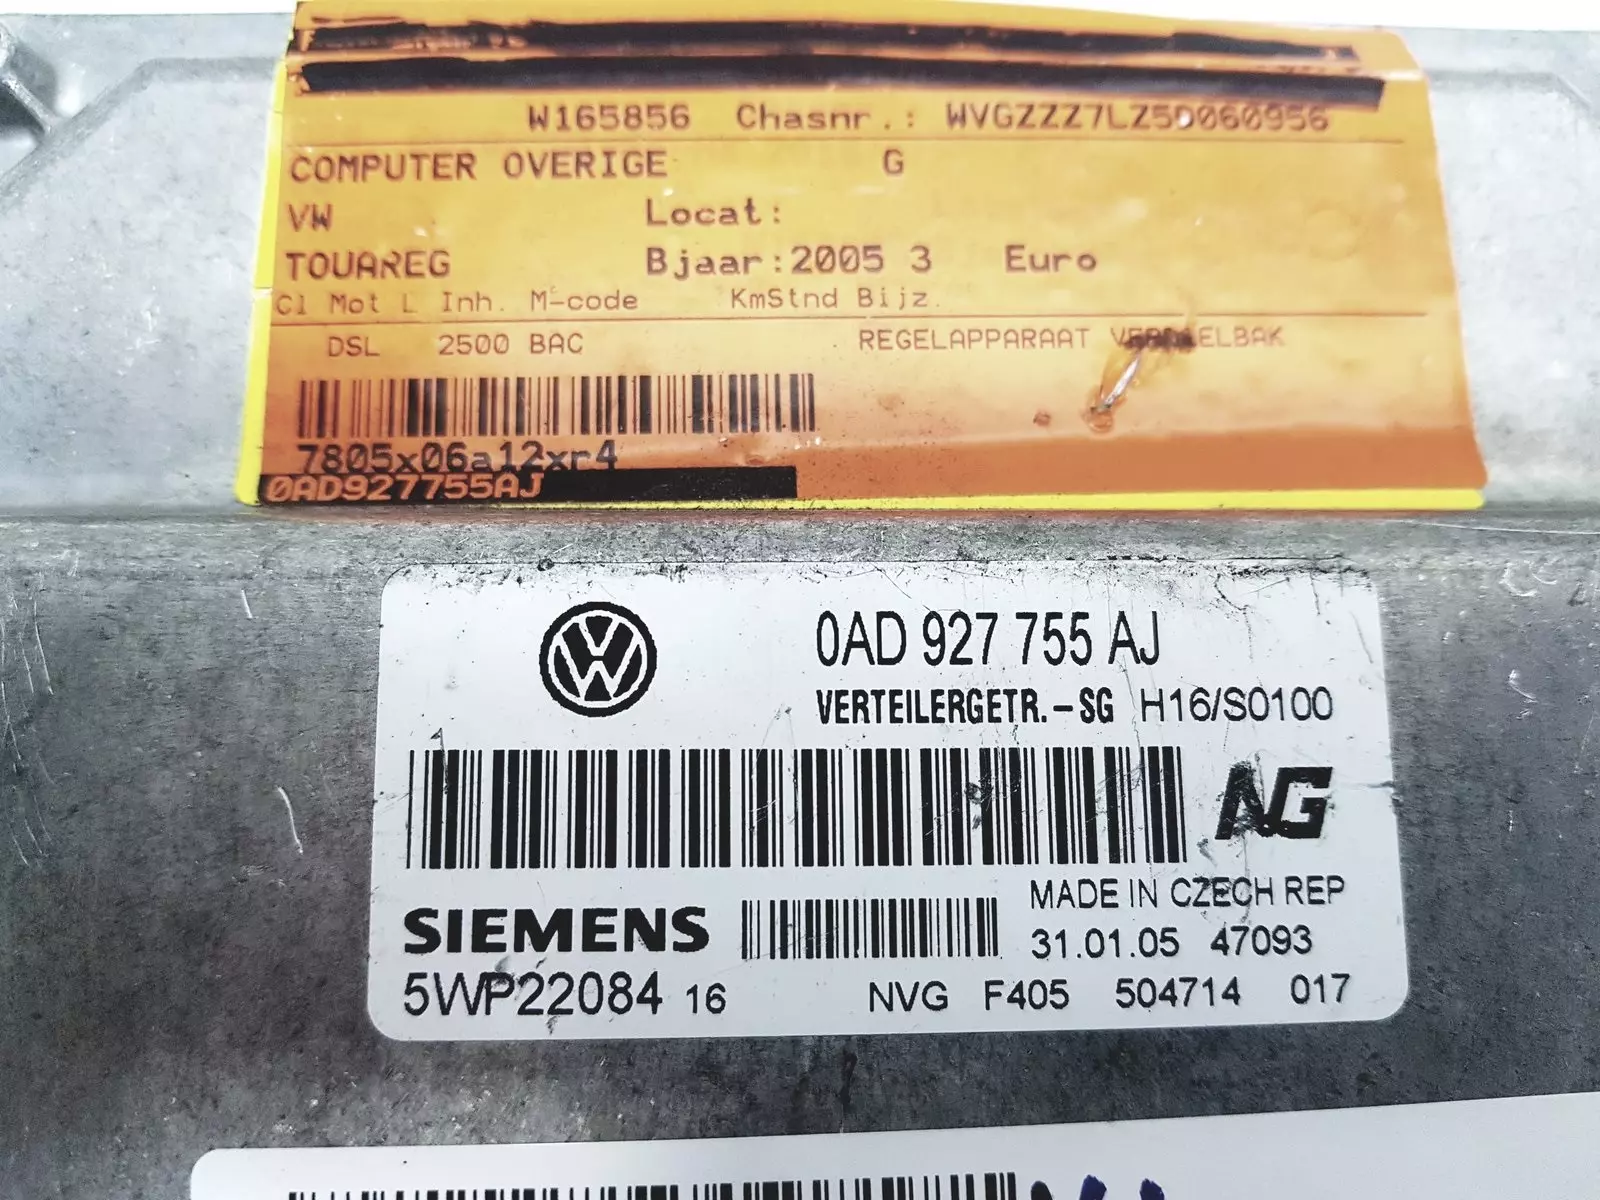 W165856 Chasnr.: WVGZZZ7LZ5D060956
COMPUTER OVERIGE G
VW Locat:
TOUAREG Bjaar:2005 3 Euro
Cl Mot L Inh. M-code KmStnd Bijz.
DSL 2500 BAC REGELAPPARAAT
7805x06a12xr4
0AD927755AJ
0AD 927 755 AJ
VERTEILERGETR.-SG H16/S0100
NG
MADE IN CZECH REP
SIEMENS 31.01.05 47093
5WP22084 16 NVG F405 504714 017